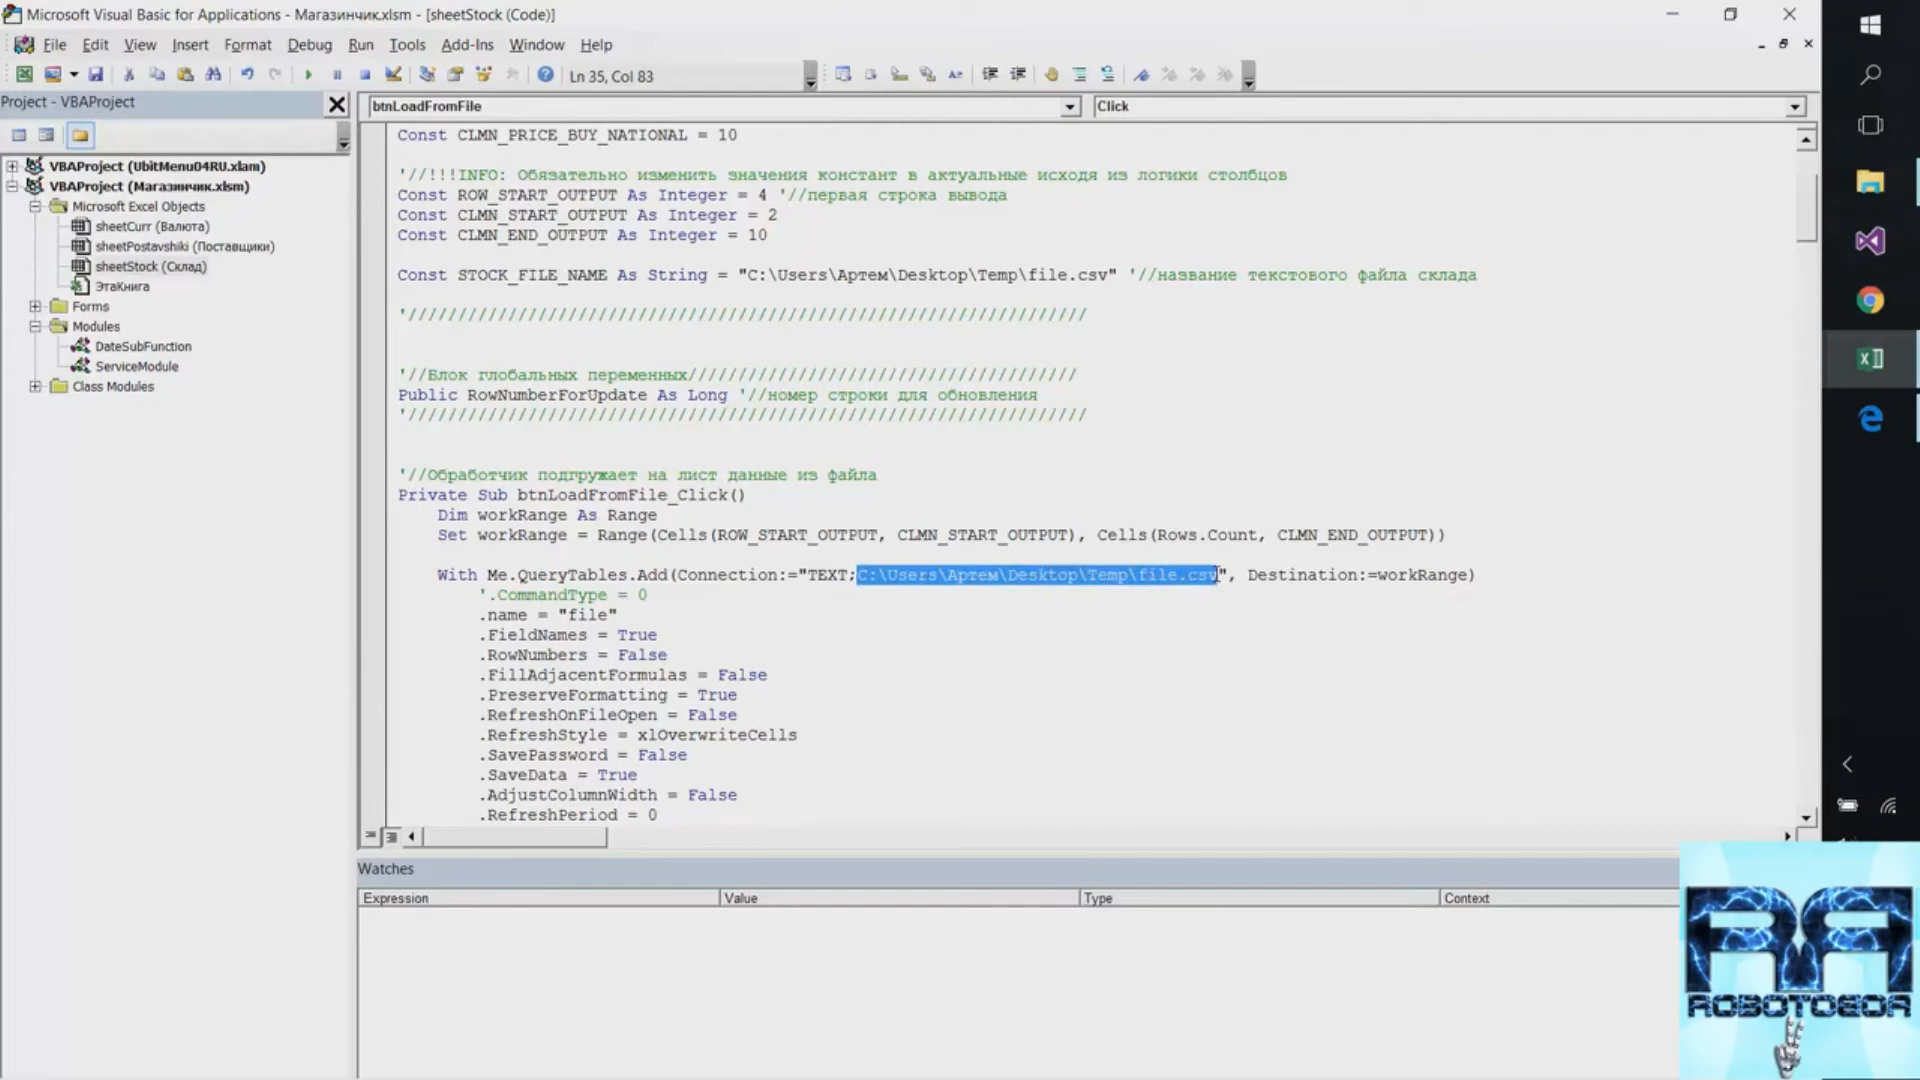 Microsoft Visual Basic for Applications - Магазинчик.xlsm - [sheetStock (Code)]
File Edit View Insert Format Debug Run Tools Add-Ins Window Help
Ln 35, Col 83
Project - VBAProject
btnLoadFromFile
Click
VBAProject (UbitMenu04RU.xlam)
VBAProject (Магазинчик.xlsm)
Microsoft Excel Objects
sheetCurr (Валюта)
sheetPostavshiki (Поставщики)
sheetStock (Склад)
ЭтаКнига
Forms
Modules
DateSubFunction
ServiceModule
Class Modules
Const CLMN_PRICE_BUY_NATIONAL = 10
'//!!!INFO: Обязательно изменить значения констант в актуальные исходя из логики столбцов
Const ROW_START_OUTPUT As Integer = 4 '//первая строка вывода
Const CLMN_START_OUTPUT As Integer = 2
Const CLMN_END_OUTPUT As Integer = 10
Const STOCK_FILE_NAME As String = "C:\Users\Артем\Desktop\Temp\file.csv" '//название текстового файла склада
'////////////////////////////////////////////////////////////////////
'//Блок глобальных переменных///////////////////////////////////////
Public RowNumberForUpdate As Long '//номер строки для обновления
'////////////////////////////////////////////////////////////////////
'//Обработчик подгружает на лист данные из файла
Private Sub btnLoadFromFile_Click()
Dim workRange As Range
Set workRange = Range(Cells(ROW_START_OUTPUT, CLMN_START_OUTPUT), Cells(Rows.Count, CLMN_END_OUTPUT))
With Me.QueryTables.Add(Connection:="TEXT;C:\Users\Артем\Desktop\Temp\file.csv", Destination:=workRange)
'.CommandType = 0
.name = "file"
.FieldNames = True
.RowNumbers = False
.FillAdjacentFormulas = False
.PreserveFormatting = True
.RefreshOnFileOpen = False
.RefreshStyle = xlOverwriteCells
.SavePassword = False
.SaveData = True
.AdjustColumnWidth = False
.RefreshPeriod = 0
Watches
Expression Value Type Context